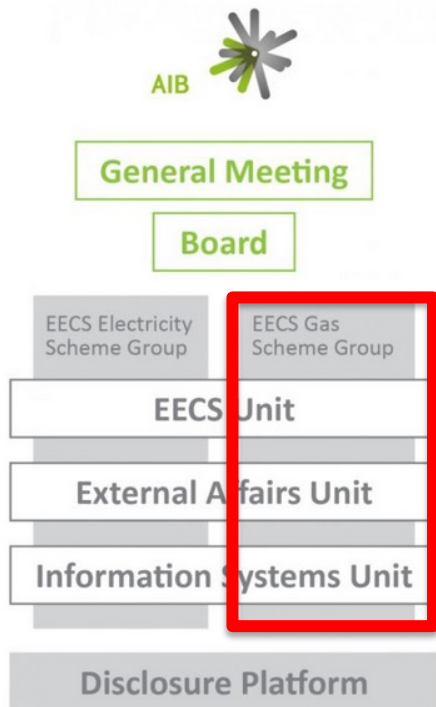 AIB
General Meeting
Board
EECS Electricity
Scheme Group
EECS Gas
Scheme Group
EECS Unit
External Affairs Unit
Information Systems Unit
Disclosure Platform